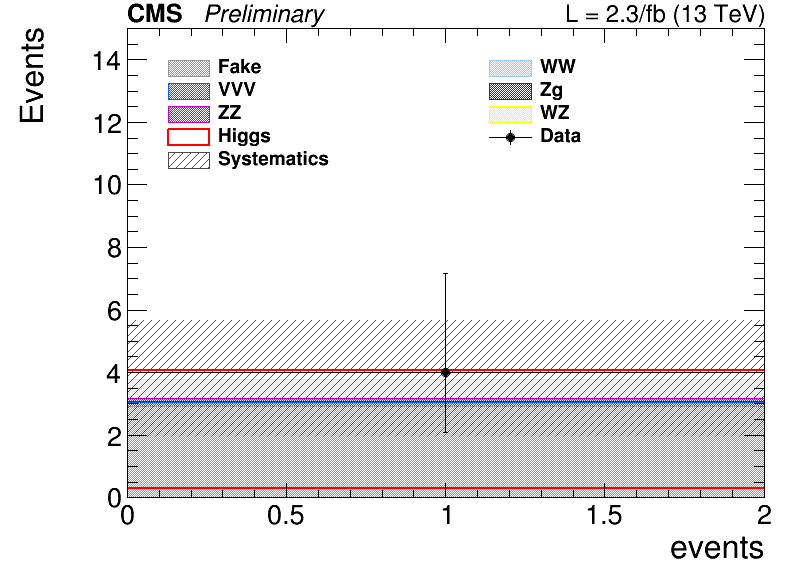 CMS Preliminary L = 2.3/fb (13 TeV)
Events
14
12
10
8
6
4
2
0
Fake WW
VVV Zg
ZZ WZ
Higgs Data
Systematics
0 0.5 1 1.5 2
events